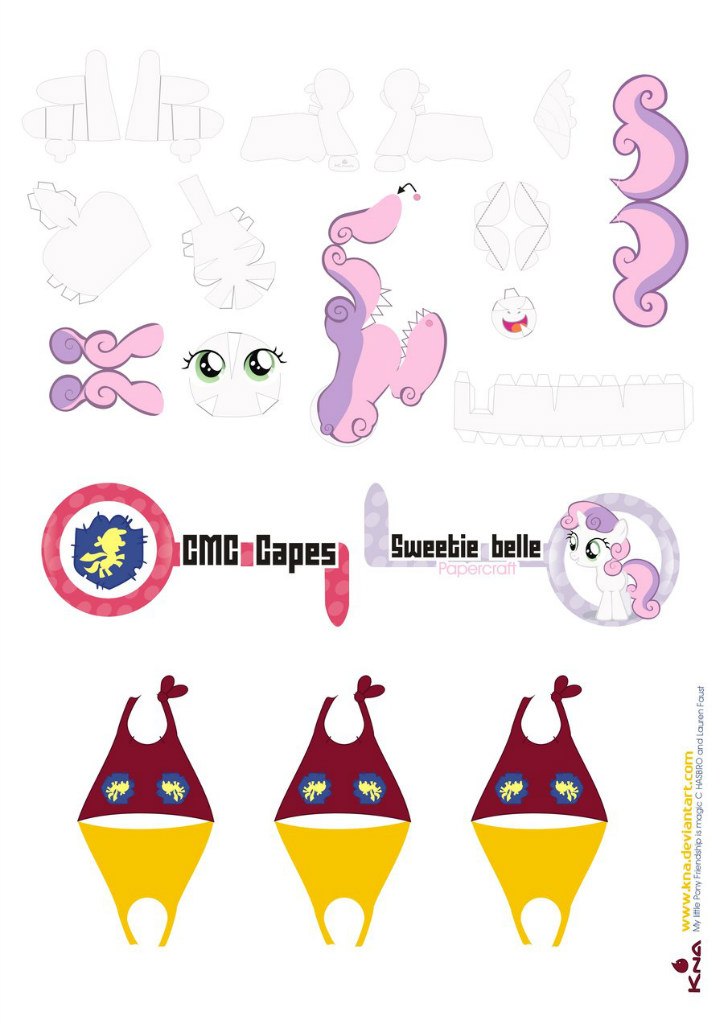 CMC Capes
Sweetie belle
Papercraft
www.kna.deviantart.com
My little Pony Friendship is magic C HASBRO and Lauren Faust
KNA